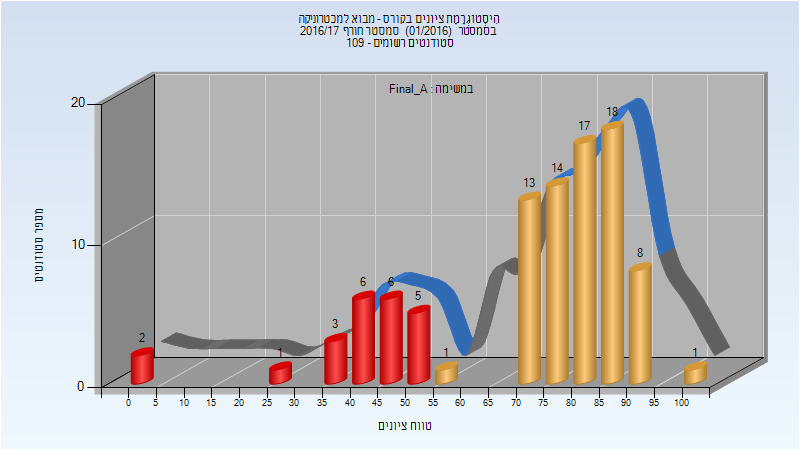 היסטוגרמת ציונים בקורס - מבוא למכטרוניקה
בסמסטר (01/2016) סמסטר חורף 2016/17
סטודנטים רשומים - 109
במשימה : Final_A
מספר סטודנטים
20
10
0
2
1
3
6
6
5
1
13
14
17
18
8
1
0 5 10 15 20 25 30 35 40 45 50 55 60 65 70 75 80 85 90 95 100
טווח ציונים